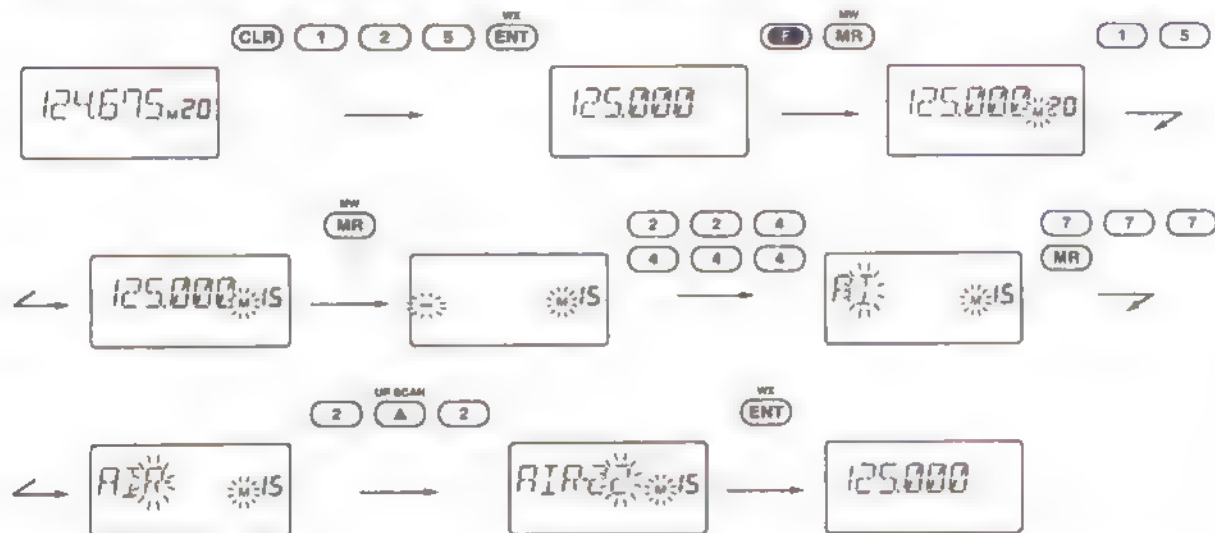 WX
CLR 1 2 5 ENT
MW
F MR
1 5
124.675 M 20
125.000
125.000 M 20
MW
MR
2 2 4
4 4 4
7 7 7
MR
125.000 M 15
– M 15
AI M 15
UP SCAN
2 ▲ 2
WX
ENT
AIR M 15
AIR22 M 15
125.000